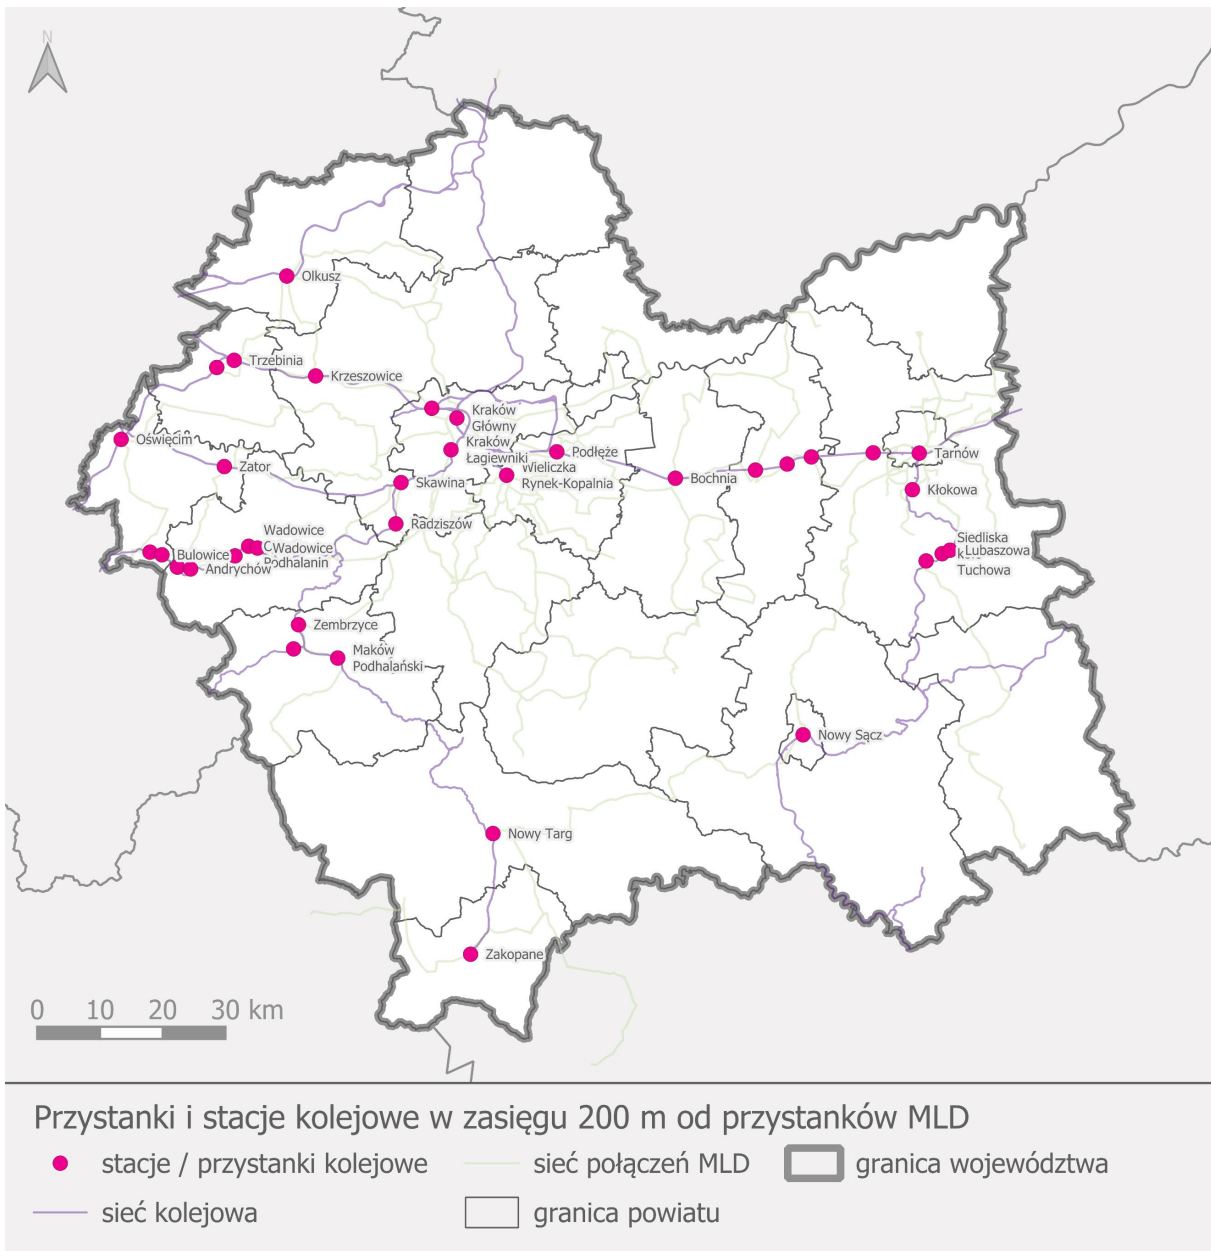 N
Olkusz
Trzebinia
Krzeszowice
Kraków
Główny
Oświęcim
Kraków
Łagiewniki
Podłęże
Tarnów
Zator
Wieliczka
Rynek-Kopalnia
Skawina
Bochnia
Kłokowa
Radziszów
Wadowice
Wadowice
Podhalanin
Siedliska
Lubaszowa
Tuchowa
Bulowice
Andrychów
Zembrzyce
Maków
Podhalański
Nowy Sącz
Nowy Targ
Zakopane
0 10 20 30 km
Przystanki i stacje kolejowe w zasięgu 200 m od przystanków MLD
stacje / przystanki kolejowe
sieć połączeń MLD
granica województwa
sieć kolejowa
granica powiatu